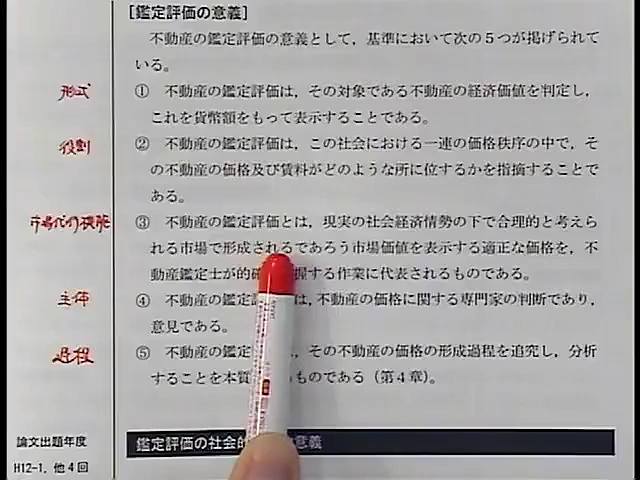 ［鑑定評価の意義］
不動産の鑑定評価の意義として，基準において次の５つが掲げられて
いる。
形式
① 不動産の鑑定評価は，その対象である不動産の経済価値を判定し，
これを貨幣額をもって表示することである。
役割
② 不動産の鑑定評価は，この社会における一連の価格秩序の中で，そ
の不動産の価格及び賃料がどのような所に位するかを指摘することで
ある。
市場代行機能
③ 不動産の鑑定評価とは，現実の社会経済情勢の下で合理的と考えら
れる市場で形成されるであろう市場価値を表示する適正な価格を，不
動産鑑定士が的確 握する作業に代表されるものである。
主体
④ 不動産の鑑定評 は，不動産の価格に関する専門家の判断であり，
意見である。
過程
⑤ 不動産の鑑定 ，その不動産の価格の形成過程を追究し，分析
することを本質 るものである（第４章）。
論文出題年度
鑑定評価の社会的 意義
H12-1，他４回